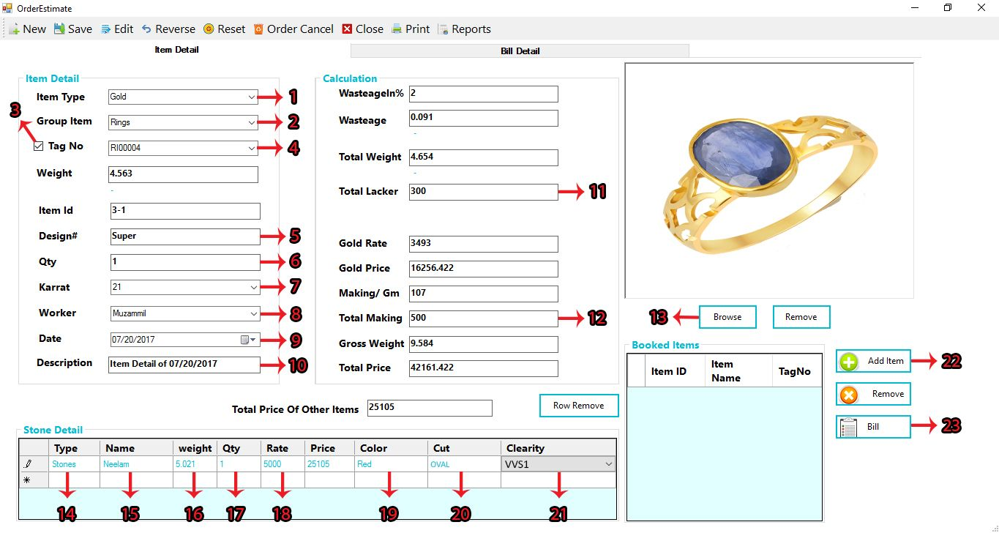 OrderEstimate
New Save Edit Reverse Reset Order Cancel Close Print Reports
Item Detail
Bill Detail
Item Detail
Item Type Gold 1
Group Item Rings 2
3
Tag No RI00004 4
Weight 4.563
-
Item Id 3-1
Design# Super 5
Qty 1 6
Karrat 21 7
Worker Muzammil 8
Date 07/20/2017 9
Description Item Detail of 07/20/2017 10
Calculation
WasteageIn% 2
Wasteage 0.091
-
Total Weight 4.654
-
Total Lacker 300 11
Gold Rate 3493
Gold Price 16256.422
Making/ Gm 107
Total Making 500 12
Gross Weight 9.584
Total Price 42161.422
13 Browse Remove
Booked Items
Item ID Item Name TagNo
Add Item 22
Remove
Bill 23
Total Price Of Other Items 25105 Row Remove
Stone Detail
Type Name weight Qty Rate Price Color Cut Clearity
Stones Neelam 5.021 1 5000 25105 Red OVAL VVS1
*
14 15 16 17 18 19 20 21